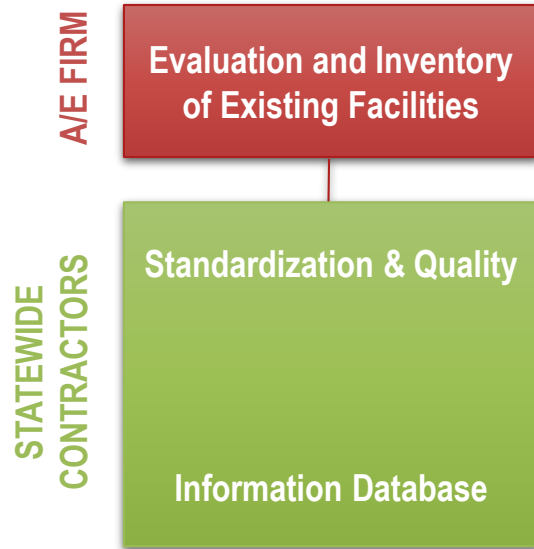 A/E FIRM
Evaluation and Inventory
of Existing Facilities
STATEWIDE
CONTRACTORS
Standardization & Quality
Information Database